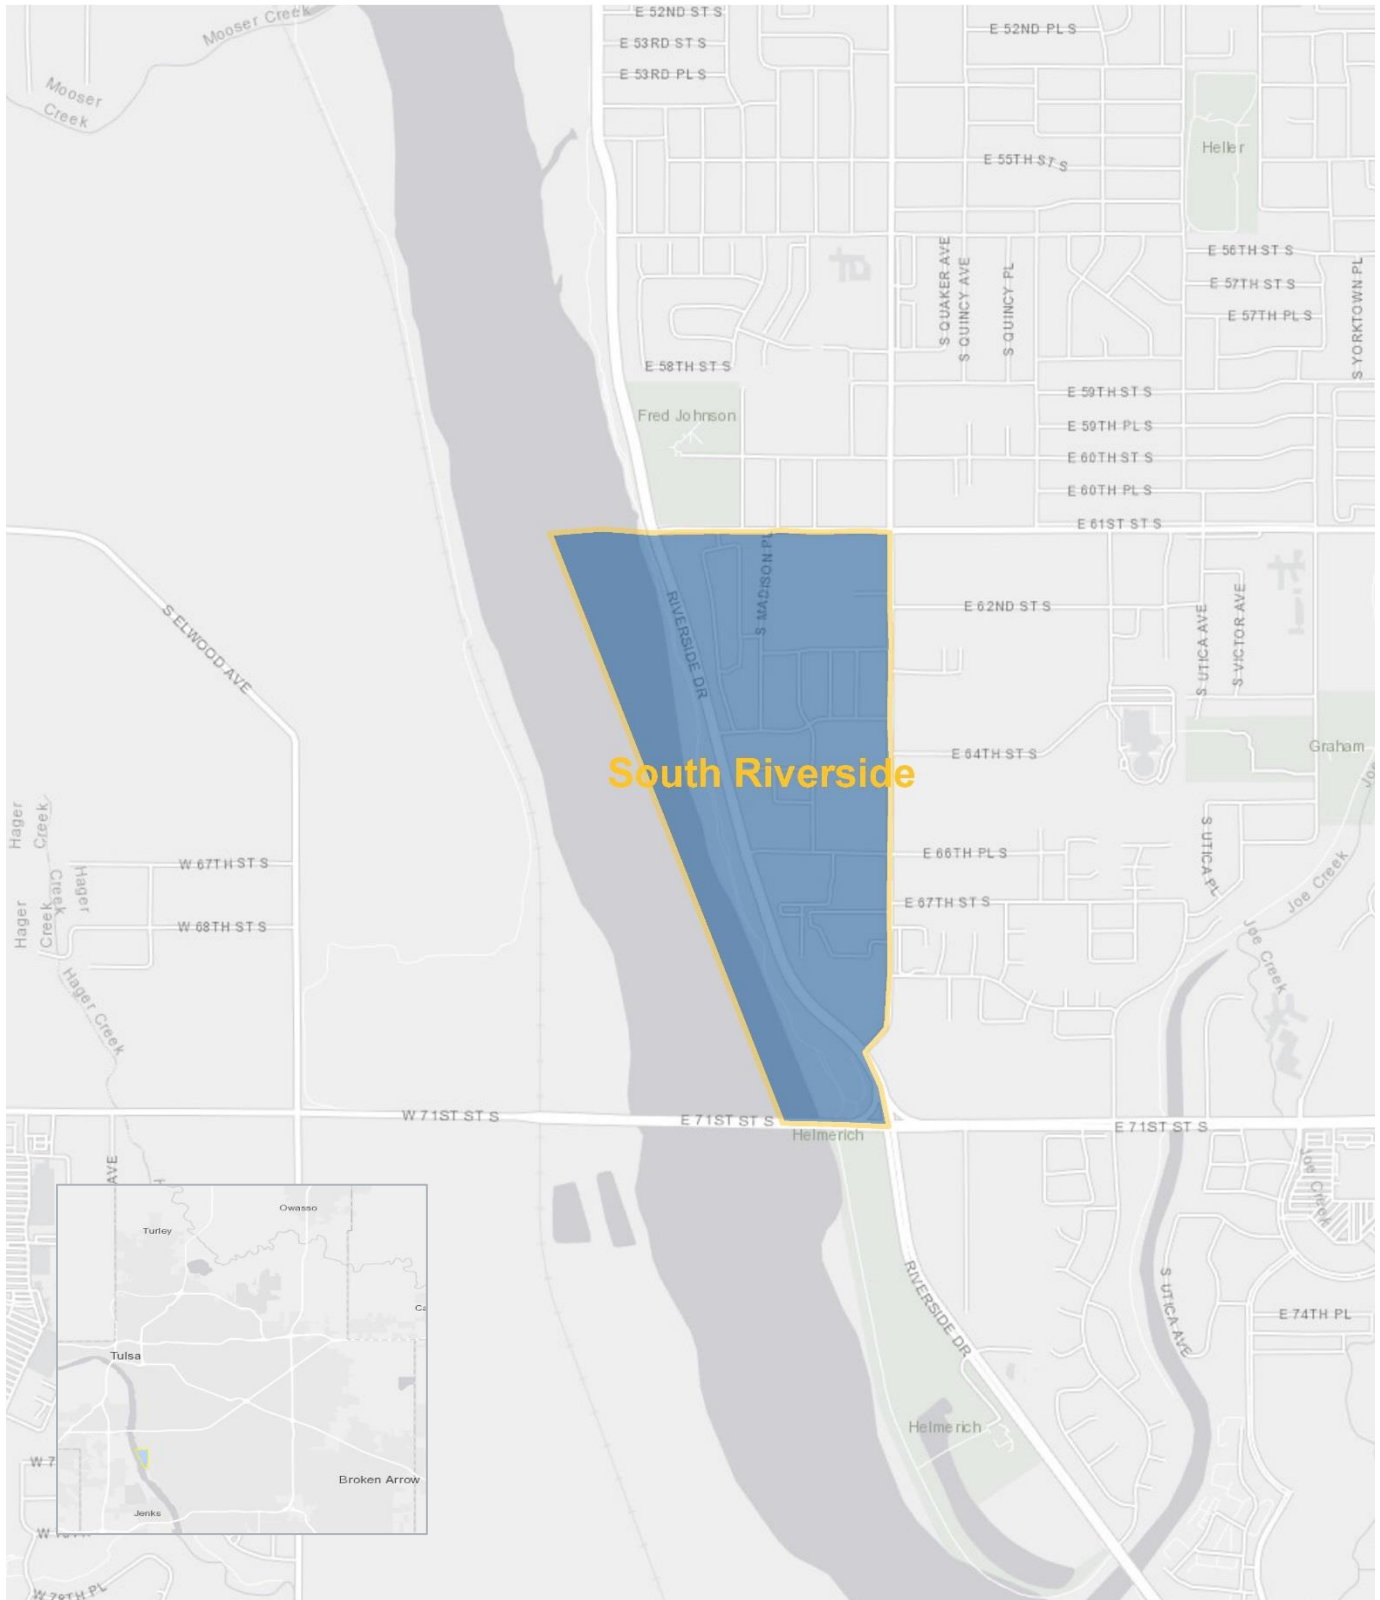 E 52ND ST S
Mooser Creek
E 52ND PL S
E 53RD ST S
E 53RD PL S
Mooser
Creek
Heller
E 55TH ST S
E 56TH ST S
S QUAKER AVE
S QUINCY AVE
S QUINCY PL
E 57TH ST S
E 57TH PL S
S YORKTOWN PL
E 58TH ST S
E 59TH ST S
Fred Johnson
E 59TH PL S
E 60TH ST S
E 60TH PL S
E 61ST ST S
S MADISON PL
RIVERSIDE DR
E 62ND ST S
S UTICA AVE
S VICTOR AVE
S ELWOOD AVE
E 64TH ST S
Graham
Joe
South Riverside
Hager
Creek
S UTICA PL
E 66TH PL S
W 67TH ST S
Hager
Creek
Joe Creek
E 67TH ST S
Hager
Creek
W 68TH ST S
Joe Creek
Hager Creek
W 71ST ST S
E 71ST ST S
E 71ST ST S
Helmerich
AVE
Joe Creek
Owasso
Turley
RIVERSIDE DR
S UTICA AVE
E 74TH PL
Tulsa
Helmerich
W 7
Broken Arrow
Jenks
W 78TH PL